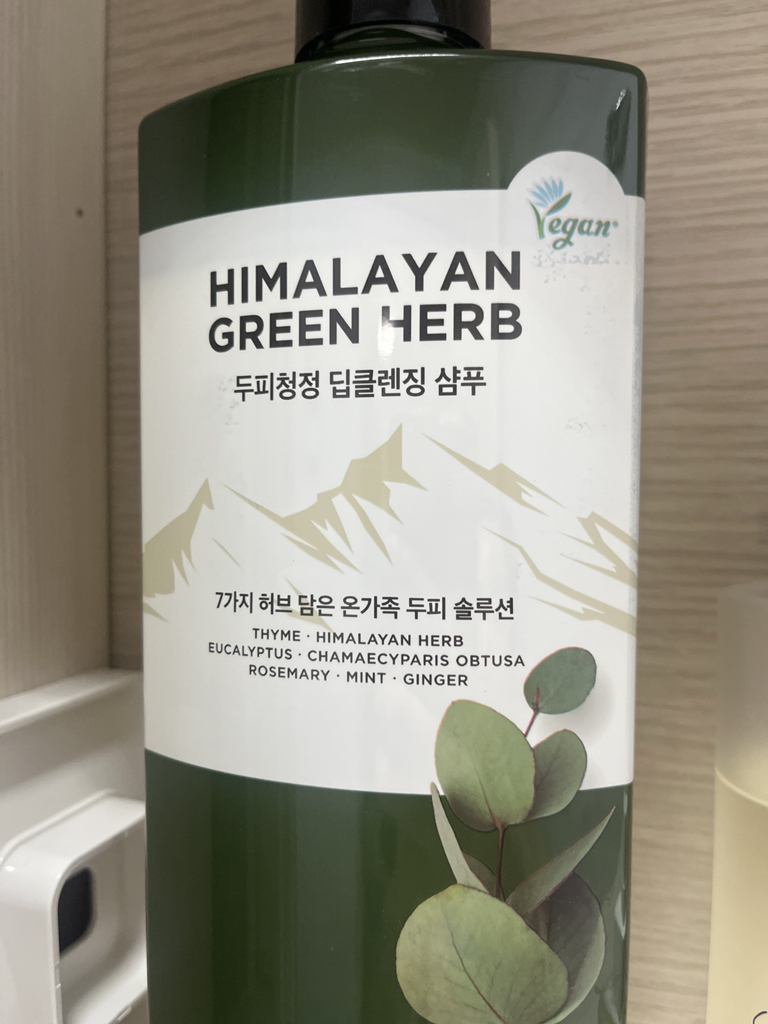 Vegan
HIMALAYAN
GREEN HERB
두피청정 딥클렌징 샴푸
7가지 허브 담은 온가족 두피 솔루션
THYME · HIMALAYAN HERB
EUCALYPTUS · CHAMAECYPARIS OBTUSA
ROSEMARY · MINT · GINGER